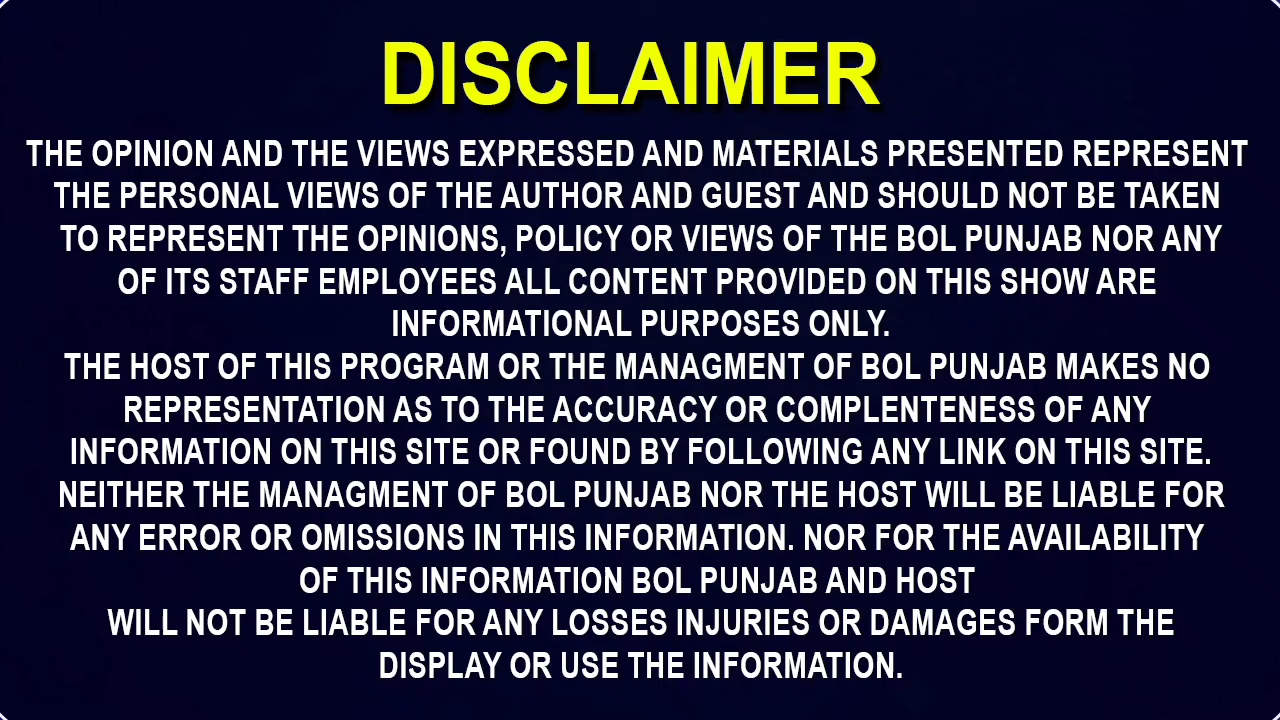 DISCLAIMER
THE OPINION AND THE VIEWS EXPRESSED AND MATERIALS PRESENTED REPRESENT
THE PERSONAL VIEWS OF THE AUTHOR AND GUEST AND SHOULD NOT BE TAKEN
TO REPRESENT THE OPINIONS, POLICY OR VIEWS OF THE BOL PUNJAB NOR ANY
OF ITS STAFF EMPLOYEES ALL CONTENT PROVIDED ON THIS SHOW ARE
INFORMATIONAL PURPOSES ONLY.
THE HOST OF THIS PROGRAM OR THE MANAGMENT OF BOL PUNJAB MAKES NO
REPRESENTATION AS TO THE ACCURACY OR COMPLENTENESS OF ANY
INFORMATION ON THIS SITE OR FOUND BY FOLLOWING ANY LINK ON THIS SITE.
NEITHER THE MANAGMENT OF BOL PUNJAB NOR THE HOST WILL BE LIABLE FOR
ANY ERROR OR OMISSIONS IN THIS INFORMATION. NOR FOR THE AVAILABILITY
OF THIS INFORMATION BOL PUNJAB AND HOST
WILL NOT BE LIABLE FOR ANY LOSSES INJURIES OR DAMAGES FORM THE
DISPLAY OR USE THE INFORMATION.